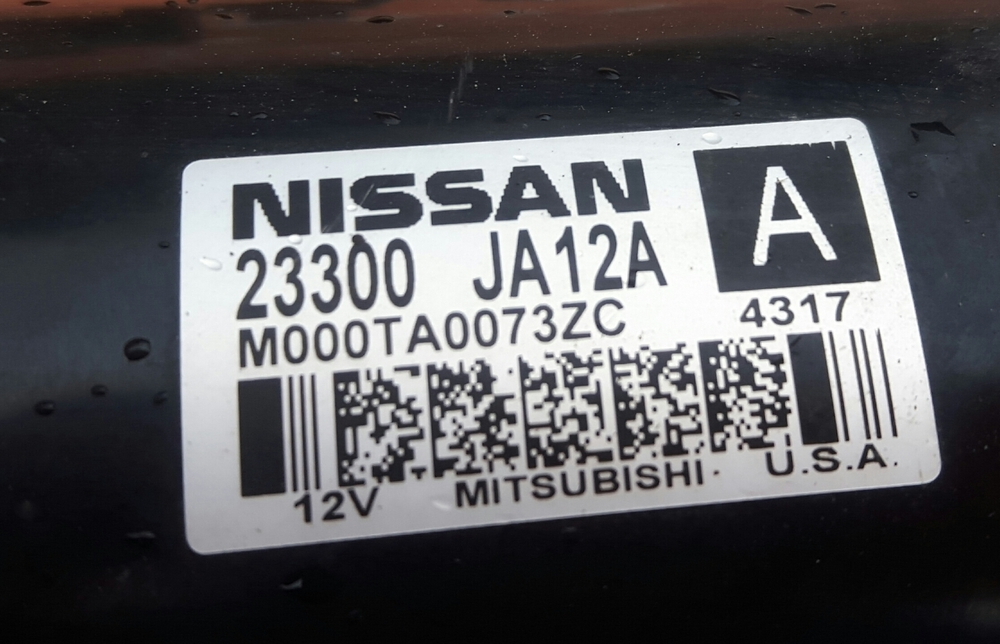 NISSAN
A
23300 JA12A
M000TA0073ZC 4317
12V MITSUBISHI U.S.A.